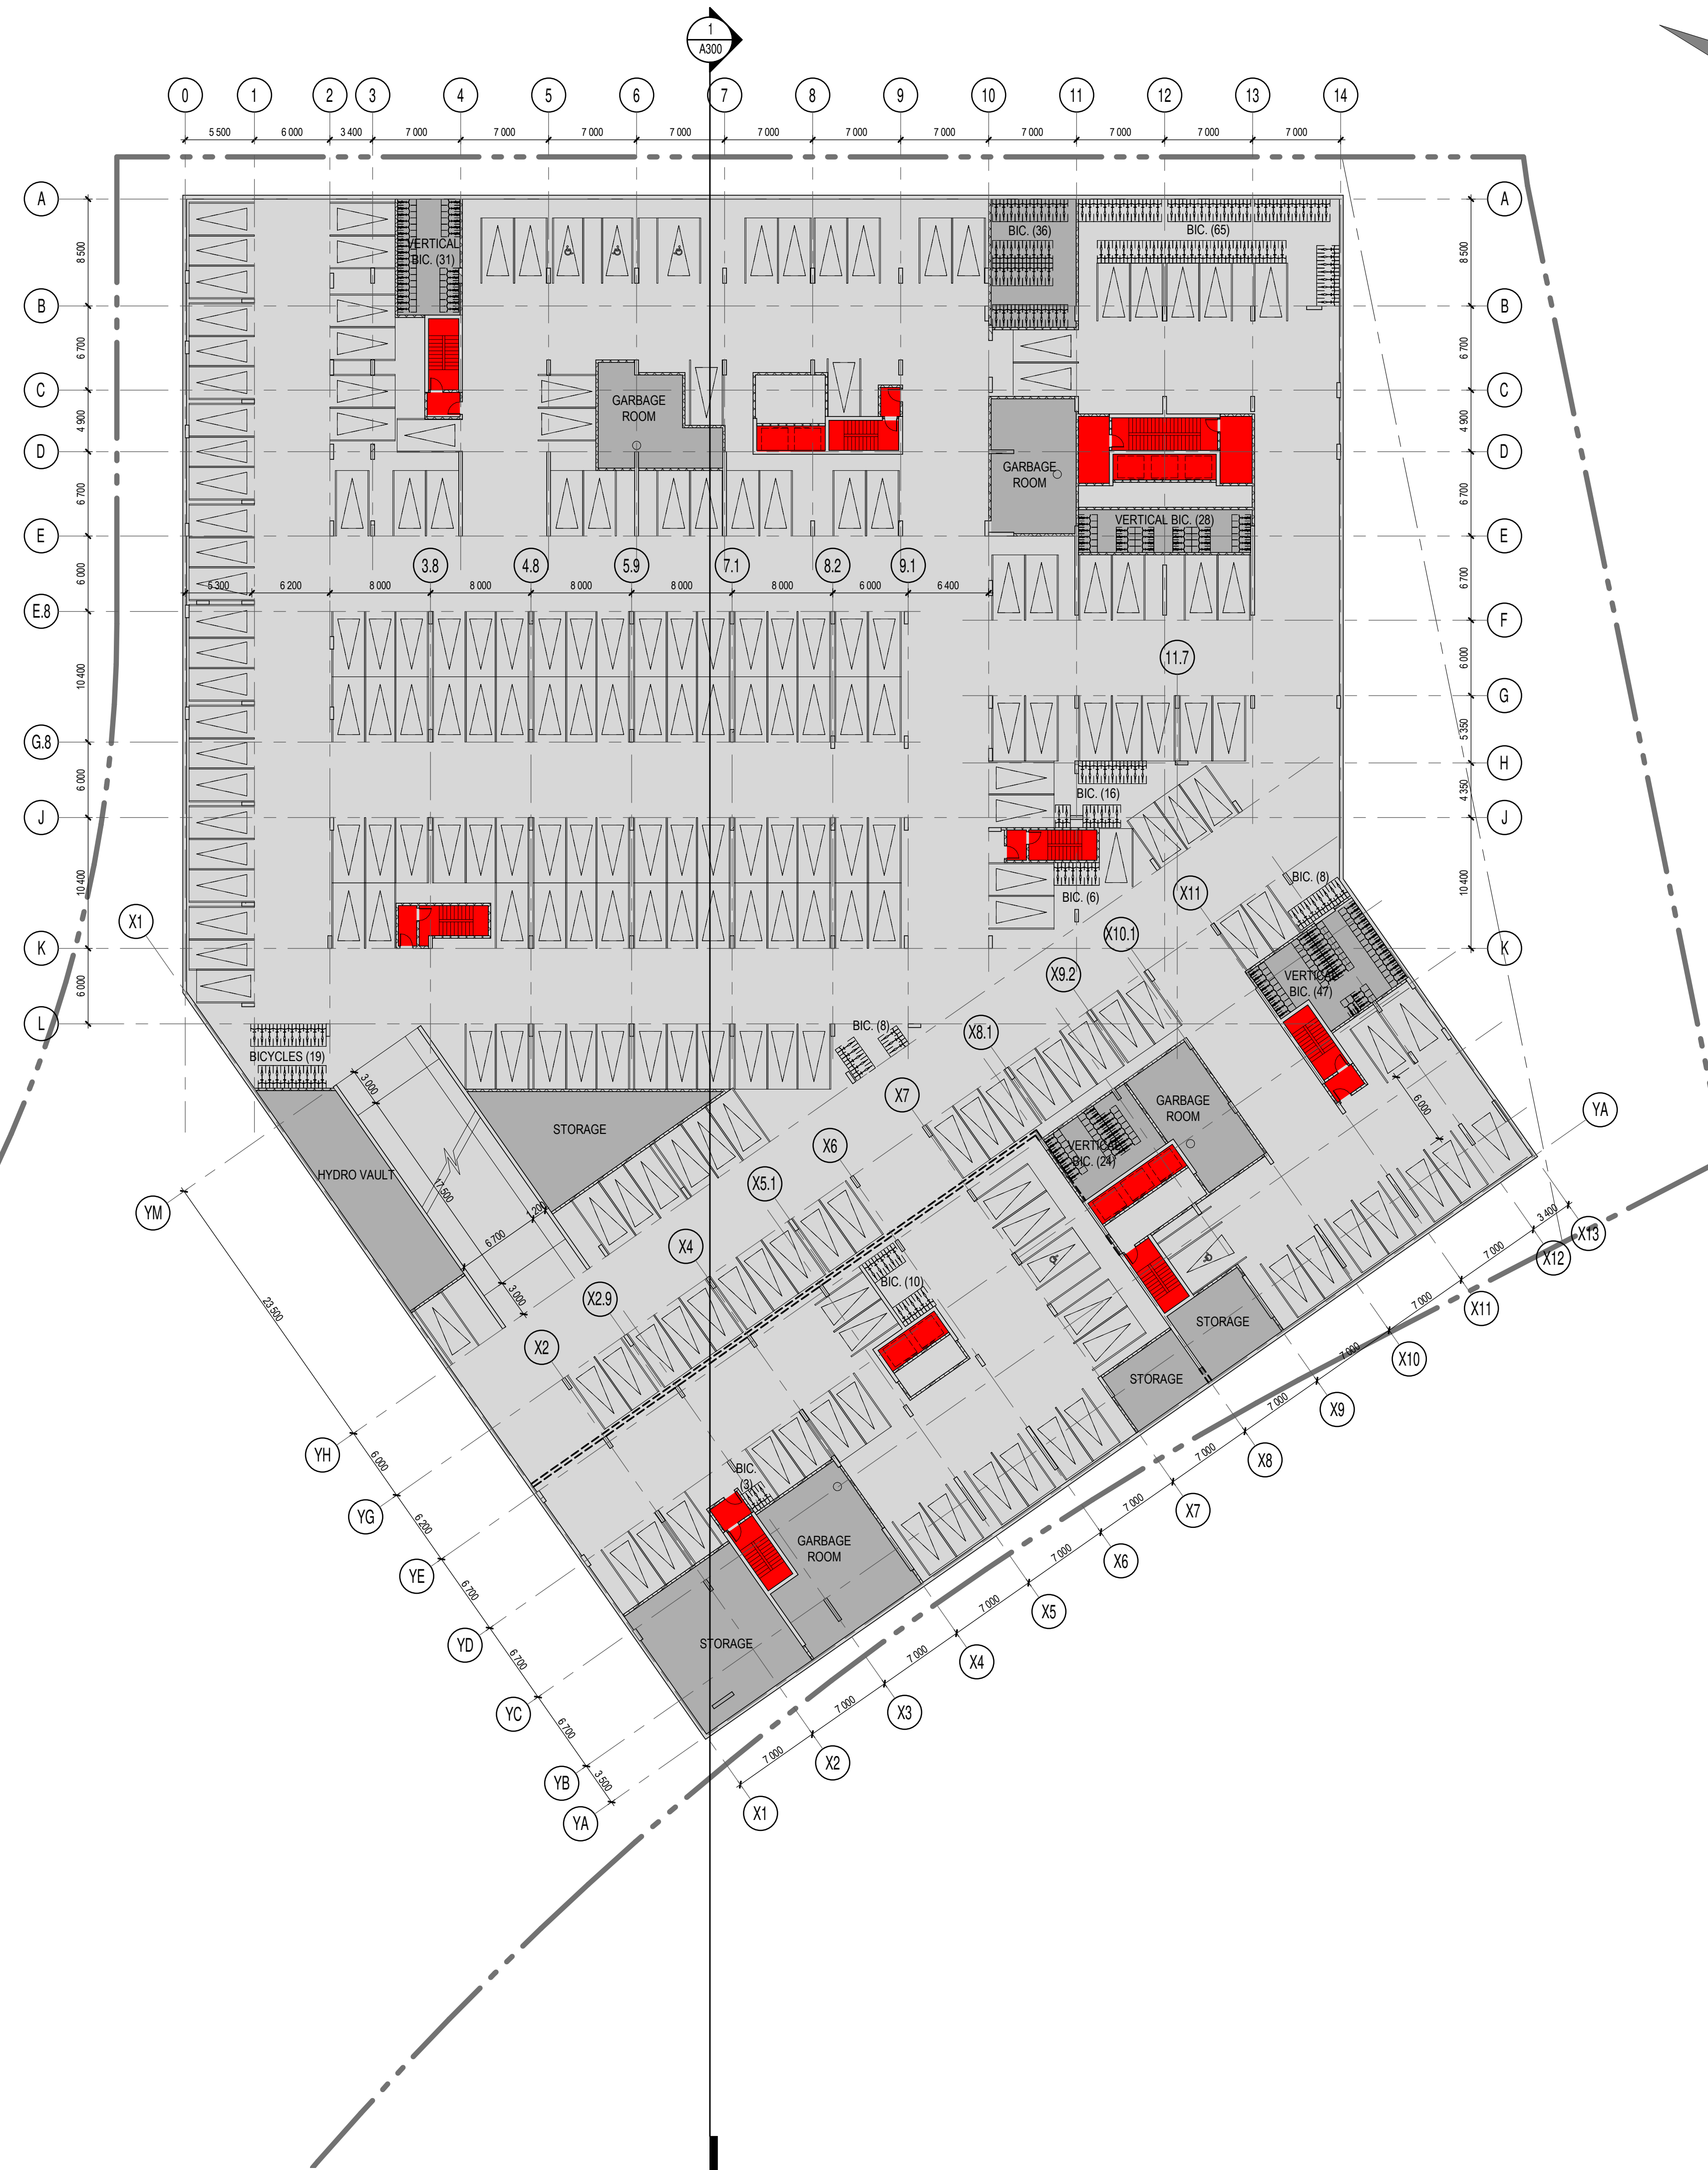 1
A300
0 1 2 3 4 5 6 7 8 9 10 11 12 13 14
5 500 6 000 3 400 7 000 7 000 7 000 7 000 7 000 7 000 7 000 7 000 7 000 7 000 7 000
A A
8 500 8 500
VERTICAL
BIC. (31)
BIC. (36)
BIC. (65)
B B
6 700 6 700
C C
GARBAGE
ROOM
4 900 4 900
D D
GARBAGE
ROOM
6 700 6 700
VERTICAL BIC. (28)
E E
3.8 4.8 5.9 7.1 8.2 9.1
6 000 6 700
5 300 6 200 8 000 8 000 8 000 8 000 8 000 6 000 6 400
E.8 F
11.7
10 400 6 000
G
5 350
G.8 H
6 000 4 350
BIC. (16)
J J
10 400 10 400
BIC. (8)
X11
BIC. (6)
X1
X10.1
K K
X9.2
VERTICAL
BIC. (47)
6 000
L
BIC. (8)
X8.1
BICYCLES (19)
3 000
X7
6 000
YA
GARBAGE
ROOM
STORAGE
X6
VERTICAL
BIC. (24)
HYDRO VAULT
17 500
X5.1
YM
1 200
6 700
X4
3 400
X13
X12
7 000
BIC. (10)
X2.9
3 000
23 500
7 000
X11
STORAGE
X2
7 000
X10
STORAGE
7 000
X9
YH
6 000
7 000
X8
BIC.
(3)
YG
6 200
7 000
X7
GARBAGE
ROOM
YE
6 700
7 000
X6
7 000
X5
YD
STORAGE
6 700
7 000
X4
YC
6 700
7 000
X3
7 000
X2
YB
3 500
X1
YA